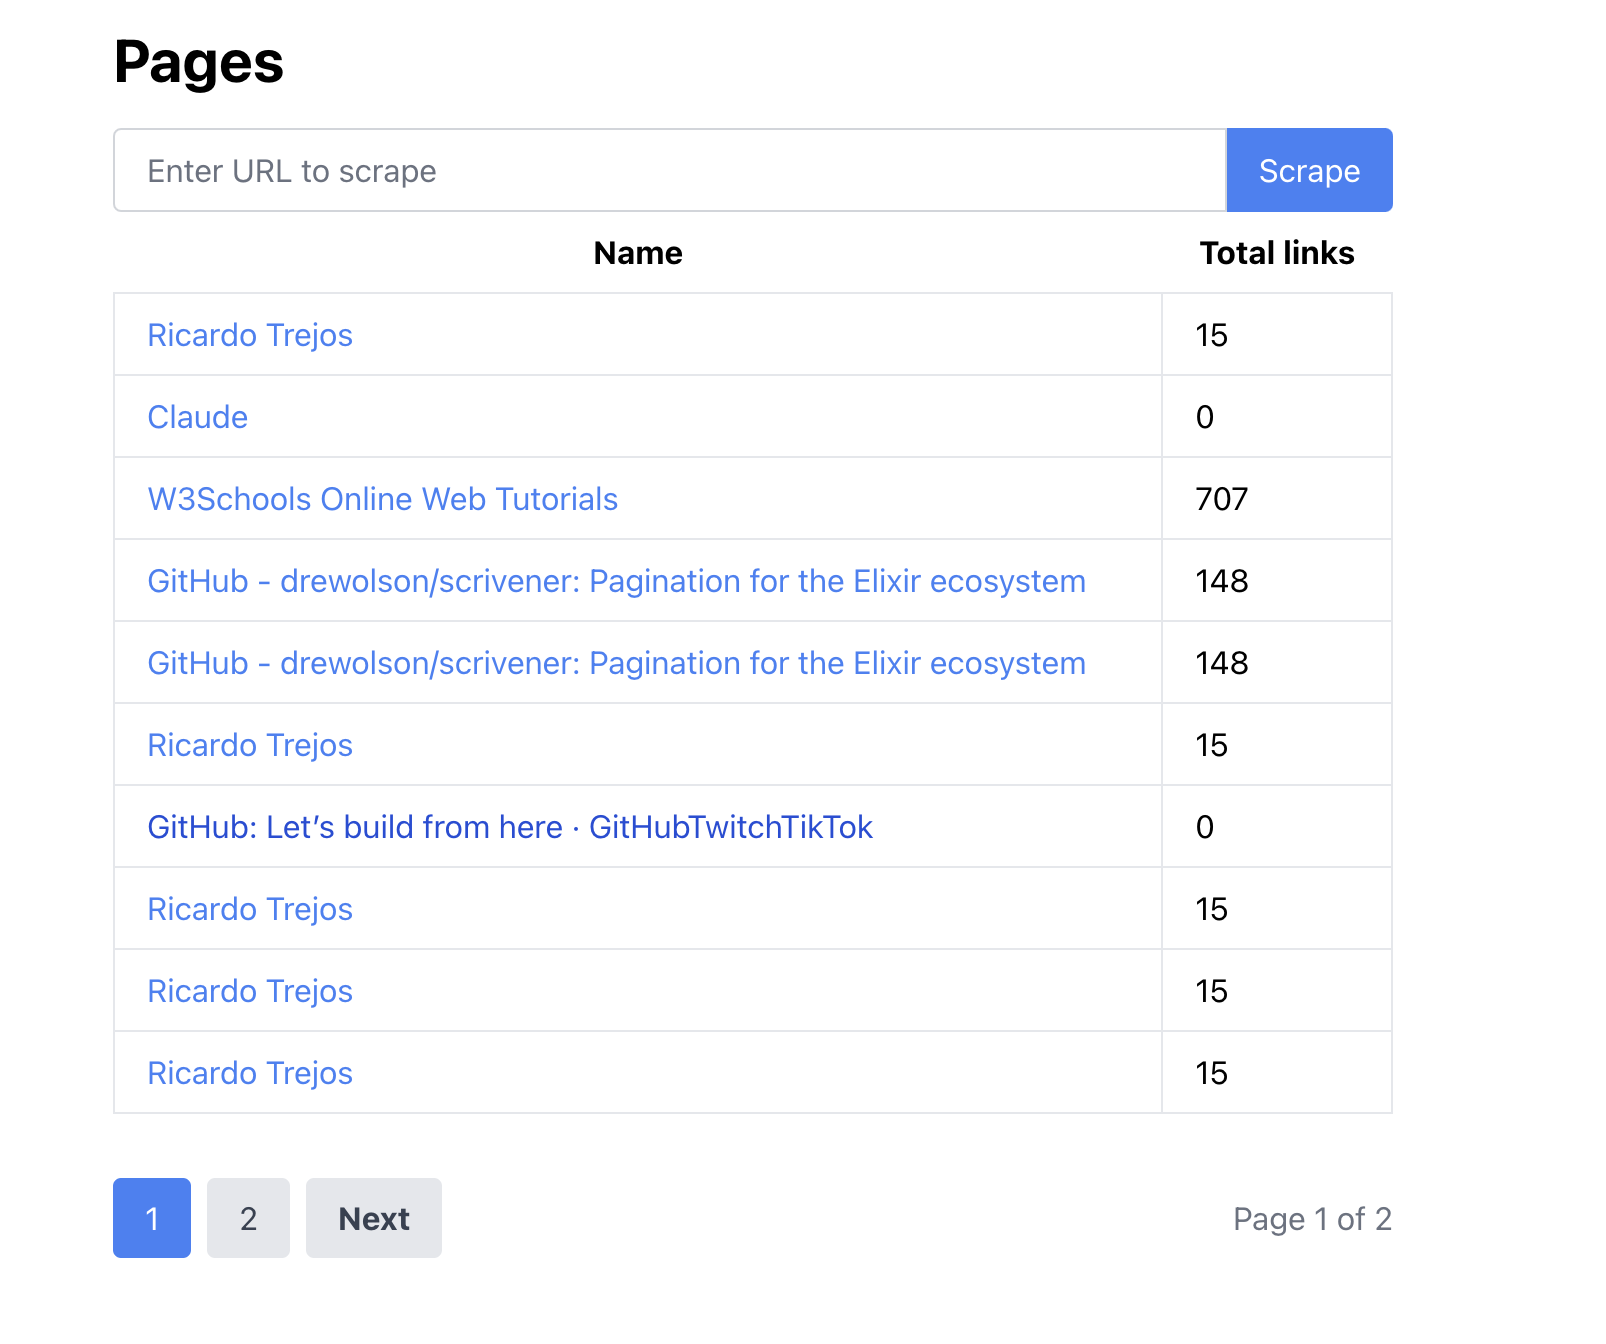 Pages
Enter URL to scrape Scrape
Name Total links
Ricardo Trejos 15
Claude 0
W3Schools Online Web Tutorials 707
GitHub - drewolson/scrivener: Pagination for the Elixir ecosystem 148
GitHub - drewolson/scrivener: Pagination for the Elixir ecosystem 148
Ricardo Trejos 15
GitHub: Let’s build from here · GitHubTwitchTikTok 0
Ricardo Trejos 15
Ricardo Trejos 15
Ricardo Trejos 15
1 2 Next Page 1 of 2